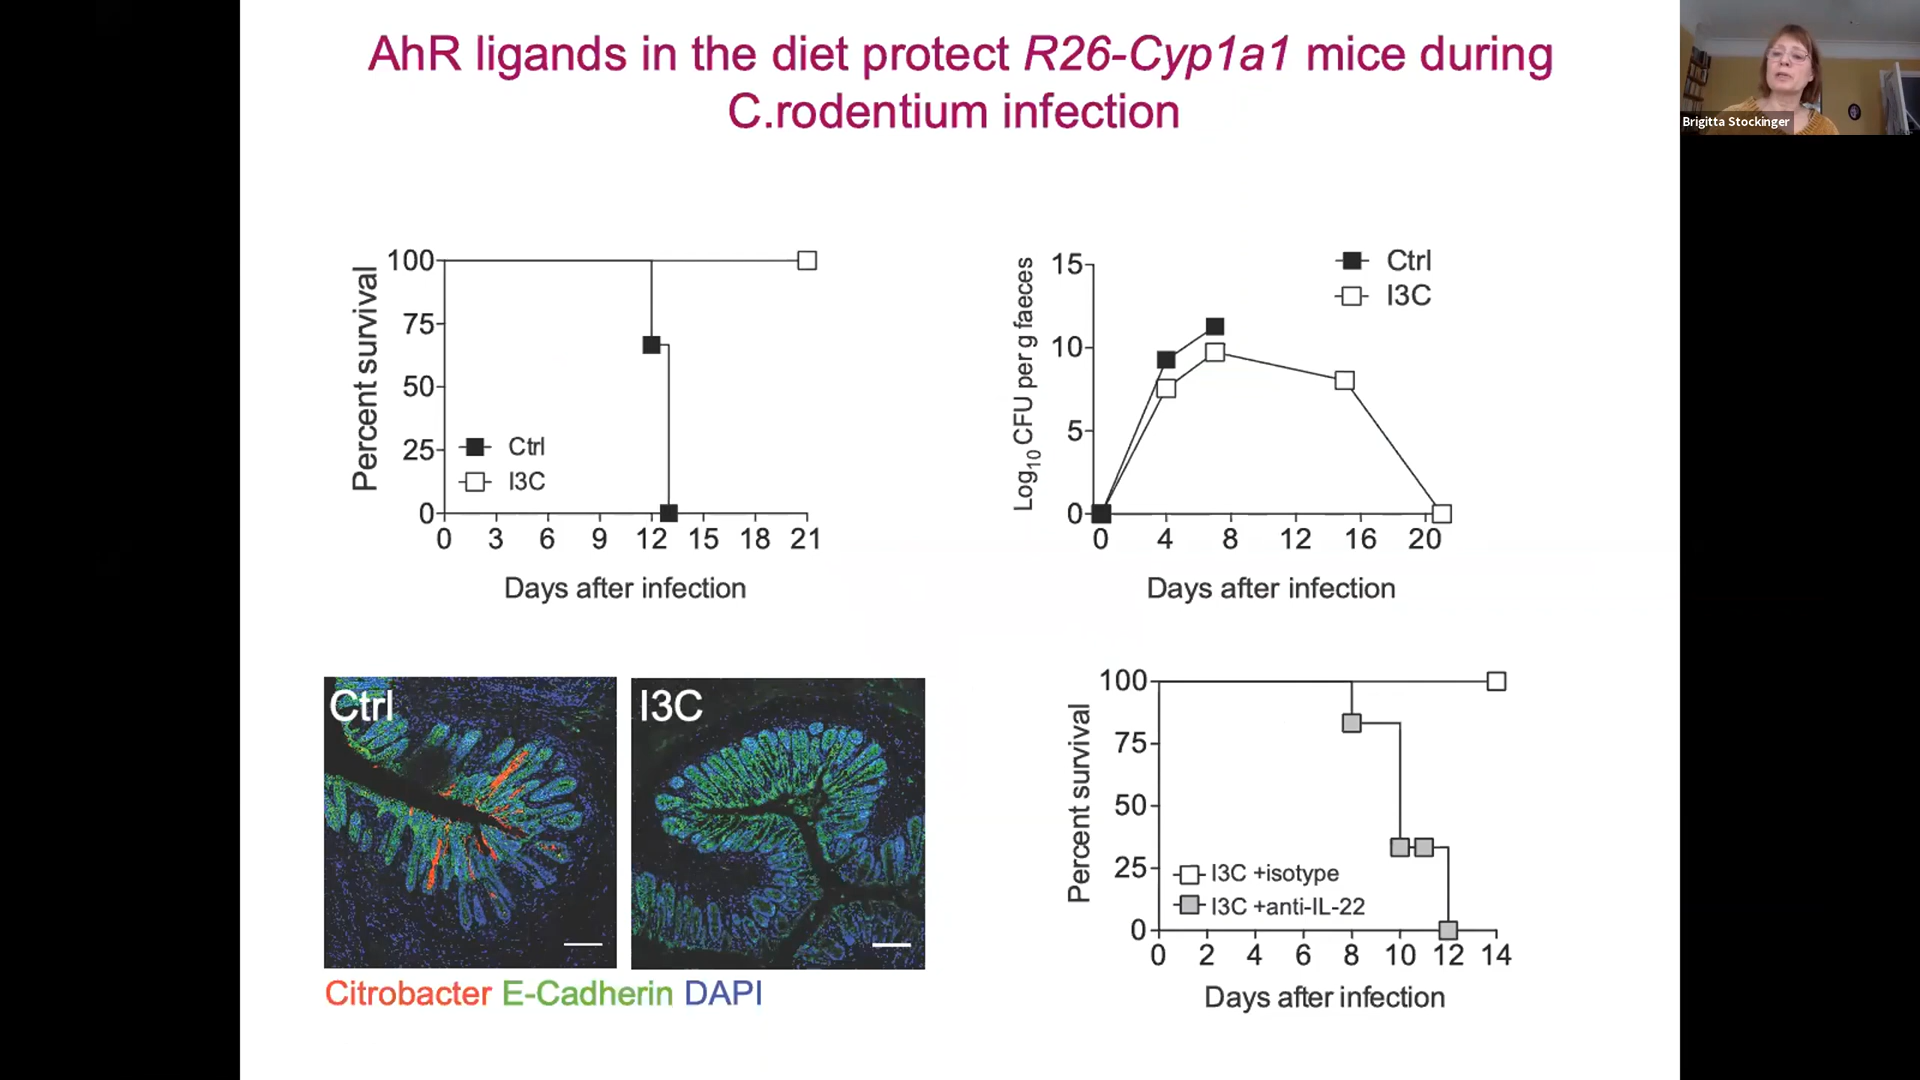 AhR ligands in the diet protect R26-Cyp1a1 mice during
C.rodentium infection
Brigitta Stockinger
Percent survival
100
75
50
25
0
Ctrl
I3C
0 3 6 9 12 15 18 21
Days after infection
Log10 CFU per g faeces
15
10
5
0
Ctrl
I3C
0 4 8 12 16 20
Days after infection
Ctrl
I3C
Citrobacter E-Cadherin DAPI
Percent survival
100
75
50
25
0
I3C +isotype
I3C +anti-IL-22
0 2 4 6 8 10 12 14
Days after infection